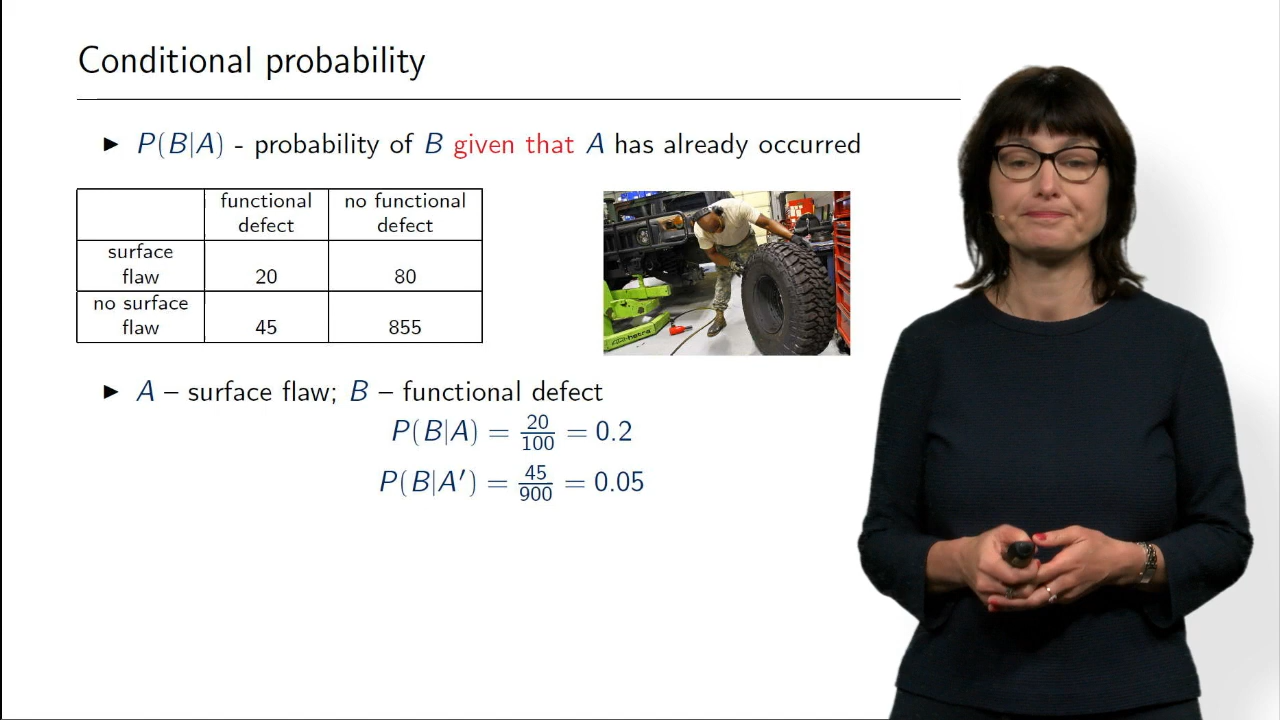 Conditional probability
► P(B|A) - probability of B given that A has already occurred
functional defect
no functional defect
surface flaw
20
80
no surface flaw
45
855
► A – surface flaw; B – functional defect
P(B|A) = 20/100 = 0.2
P(B|A′) = 45/900 = 0.05